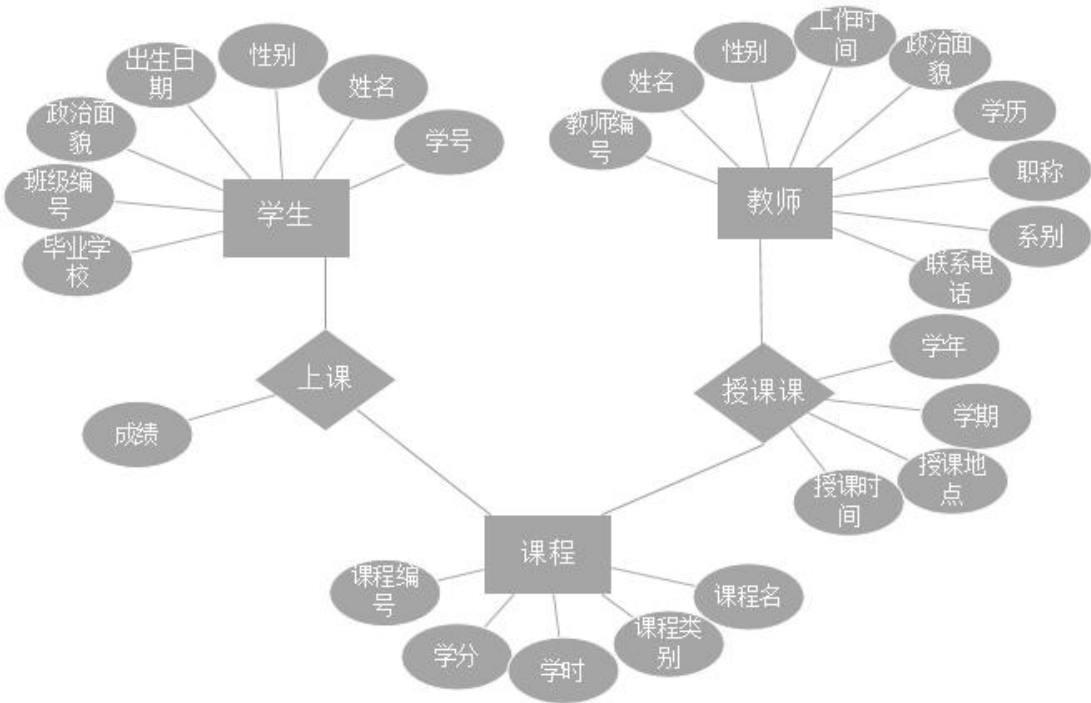 工作时
间
性别
性别
政治面
貌
出生日
期
姓名
姓名
学历
政治面
貌
学号
教师编
号
职称
班级编
号
学生
教师
系别
毕业学
校
联系电
话
学年
上课
授课课
学期
成绩
授课地
点
授课时
间
课程
课程编
号
课程名
学分
学时
课程类
别